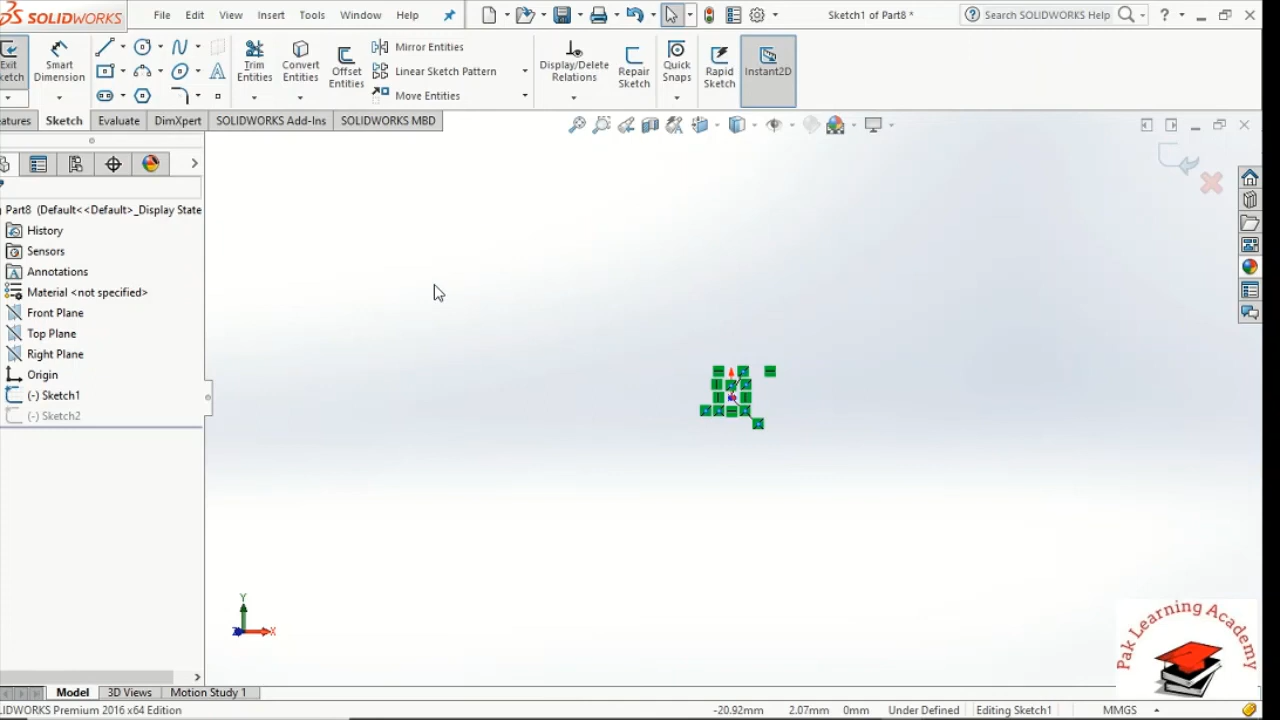 SOLIDWORKS
File Edit View Insert Tools Window Help
Sketch1 of Part8 *
Search SOLIDWORKS Help
Exit Sketch
Smart Dimension
Trim Entities
Convert Entities
Offset Entities
Mirror Entities
Linear Sketch Pattern
Move Entities
Display/Delete Relations
Repair Sketch
Quick Snaps
Rapid Sketch
Instant2D
eatures Sketch Evaluate DimXpert SOLIDWORKS Add-Ins SOLIDWORKS MBD
Part8 (Default<<Default>_Display State
History
Sensors
Annotations
Material <not specified>
Front Plane
Top Plane
Right Plane
Origin
(-) Sketch1
(-) Sketch2
Y
X
Z
Pak Learning Academy
Model 3D Views Motion Study 1
LIDWORKS Premium 2016 x64 Edition
-20.92mm 2.07mm 0mm Under Defined Editing Sketch1 MMGS